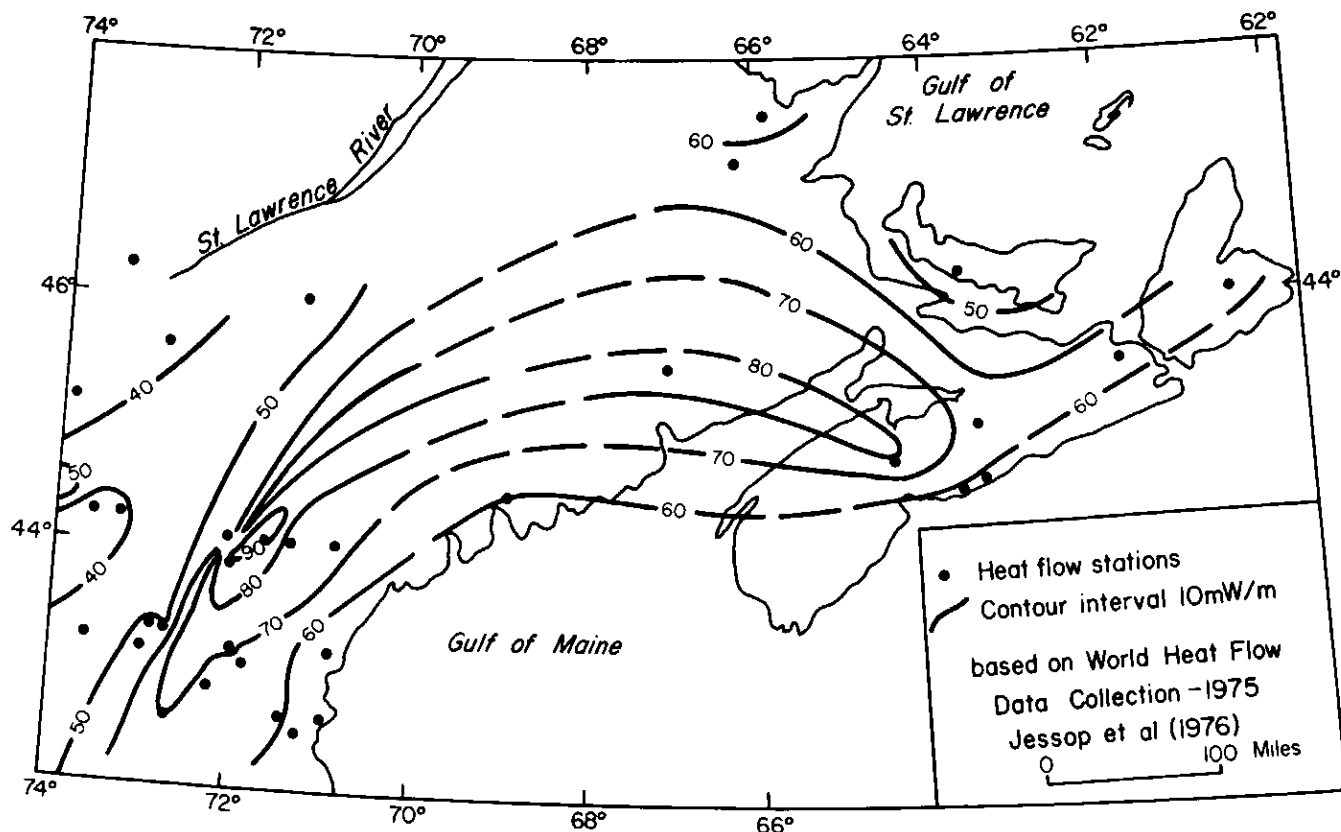 74° 72° 70° 68° 66° 64° 62°
Gulf of
St. Lawrence
River
St. Lawrence
60
60
46°
44°
50
70
40
80
50
60
50
70
44°
60
90
40
80
70
60
Gulf of Maine
50
74° 72° 70° 68° 66°
Heat flow stations
Contour interval 10mW/m
based on World Heat Flow
Data Collection - 1975
Jessop et al (1976)
0 100 Miles